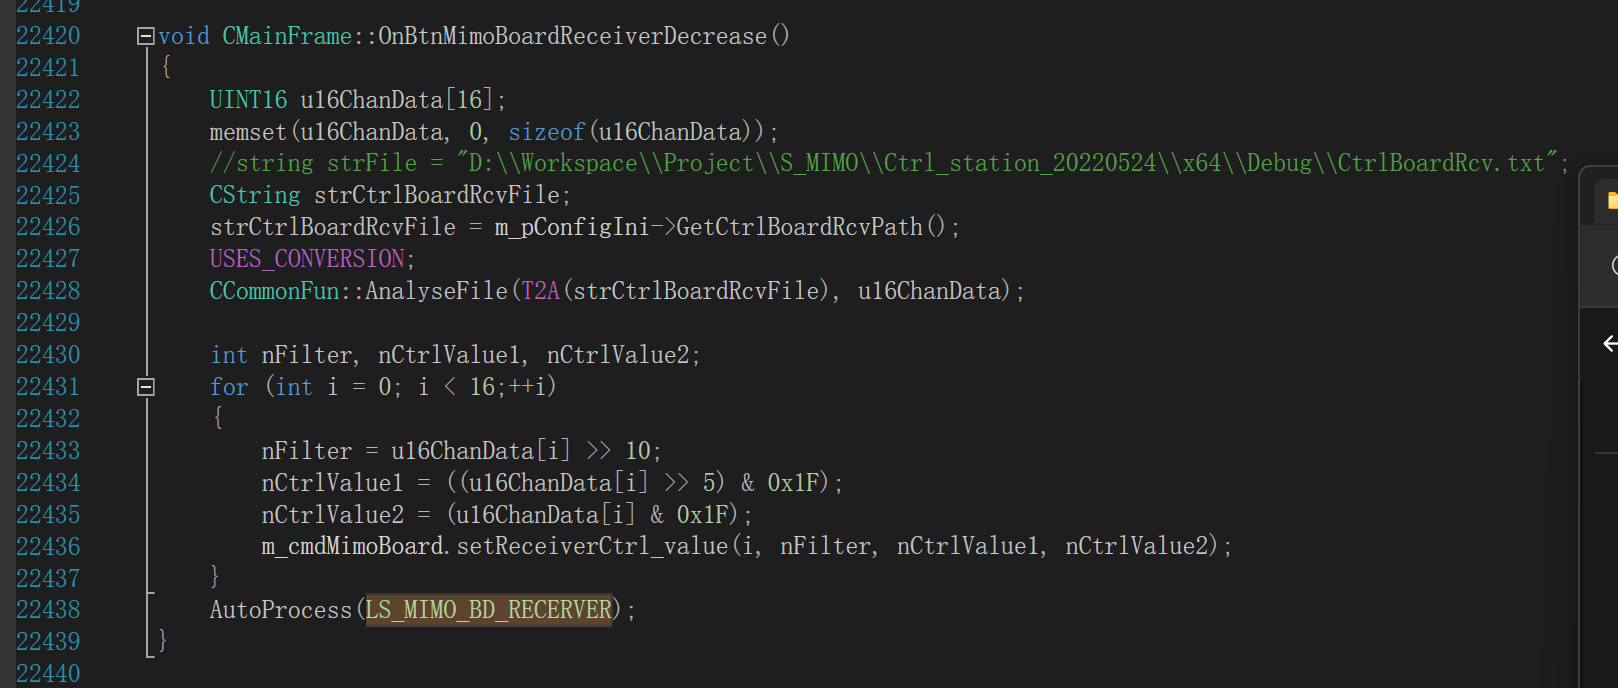 22419
22420 void CMainFrame::OnBtnMimoBoardReceiverDecrease()
22421 {
22422 UINT16 u16ChanData[16];
22423 memset(u16ChanData, 0, sizeof(u16ChanData));
22424 //string strFile = "D:\\Workspace\\Project\\S_MIMO\\Ctrl_station_20220524\\x64\\Debug\\CtrlBoardRcv.txt";
22425 CString strCtrlBoardRcvFile;
22426 strCtrlBoardRcvFile = m_pConfigIni->GetCtrlBoardRcvPath();
22427 USES_CONVERSION;
22428 CCommonFun::AnalyseFile(T2A(strCtrlBoardRcvFile), u16ChanData);
22429
22430 int nFilter, nCtrlValue1, nCtrlValue2;
22431 for (int i = 0; i < 16;++i)
22432 {
22433 nFilter = u16ChanData[i] >> 10;
22434 nCtrlValue1 = ((u16ChanData[i] >> 5) & 0x1F);
22435 nCtrlValue2 = (u16ChanData[i] & 0x1F);
22436 m_cmdMimoBoard.setReceiverCtrl_value(i, nFilter, nCtrlValue1, nCtrlValue2);
22437 }
22438 AutoProcess(LS_MIMO_BD_RECERVER);
22439 }
22440